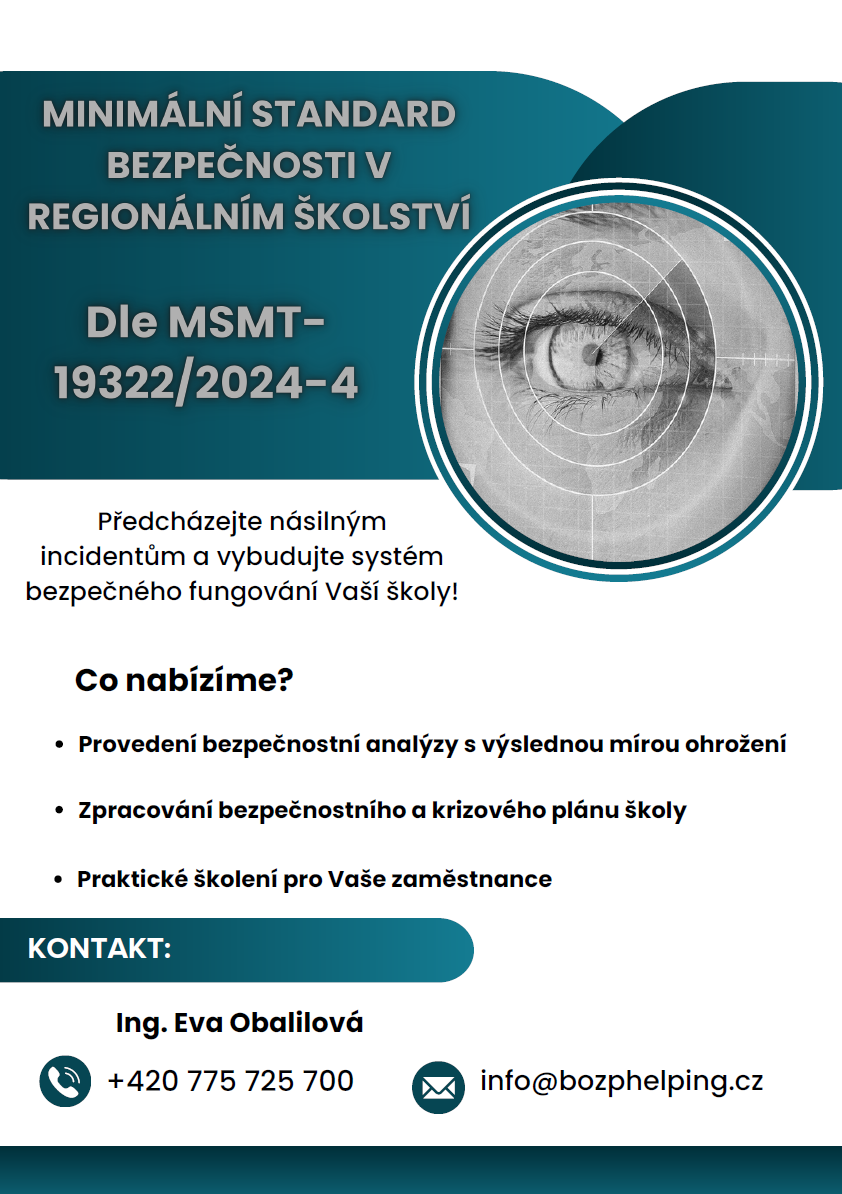 MINIMÁLNÍ STANDARD
BEZPEČNOSTI V
REGIONÁLNÍM ŠKOLSTVÍ
Dle MSMT-
19322/2024-4
Předcházejte násilným
incidentům a vybudujte systém
bezpečného fungování Vaší školy!
Co nabízíme?
• Provedení bezpečnostní analýzy s výslednou mírou ohrožení
• Zpracování bezpečnostního a krizového plánu školy
• Praktické školení pro Vaše zaměstnance
KONTAKT:
Ing. Eva Obalilová
+420 775 725 700
info@bozphelping.cz